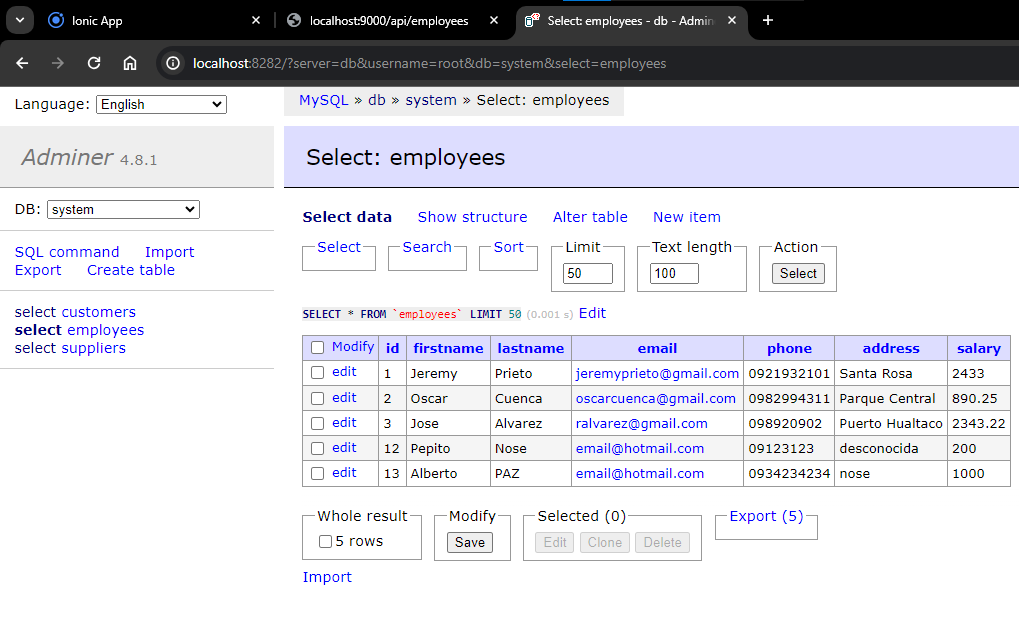 Ionic App
localhost:9000/api/employees
Select: employees - db - Admin
localhost:8282/?server=db&username=root&db=system&select=employees
Language: English
MySQL » db » system » Select: employees
Adminer 4.8.1
Select: employees
DB: system
Select data Show structure Alter table New item
SQL command Import
Export Create table
Select Search Sort Limit Text length Action
50 100 Select
select customers
select employees
select suppliers
SELECT * FROM `employees` LIMIT 50 (0.001 s) Edit
Modify id firstname lastname email phone address salary
edit 1 Jeremy Prieto jeremyprieto@gmail.com 0921932101 Santa Rosa 2433
edit 2 Oscar Cuenca oscarcuenca@gmail.com 0982994311 Parque Central 890.25
edit 3 Jose Alvarez ralvarez@gmail.com 098920902 Puerto Hualtaco 2343.22
edit 12 Pepito Nose email@hotmail.com 09123123 desconocida 200
edit 13 Alberto PAZ email@hotmail.com 0934234234 nose 1000
Whole result Modify Selected (0) Export (5)
5 rows Save Edit Clone Delete
Import